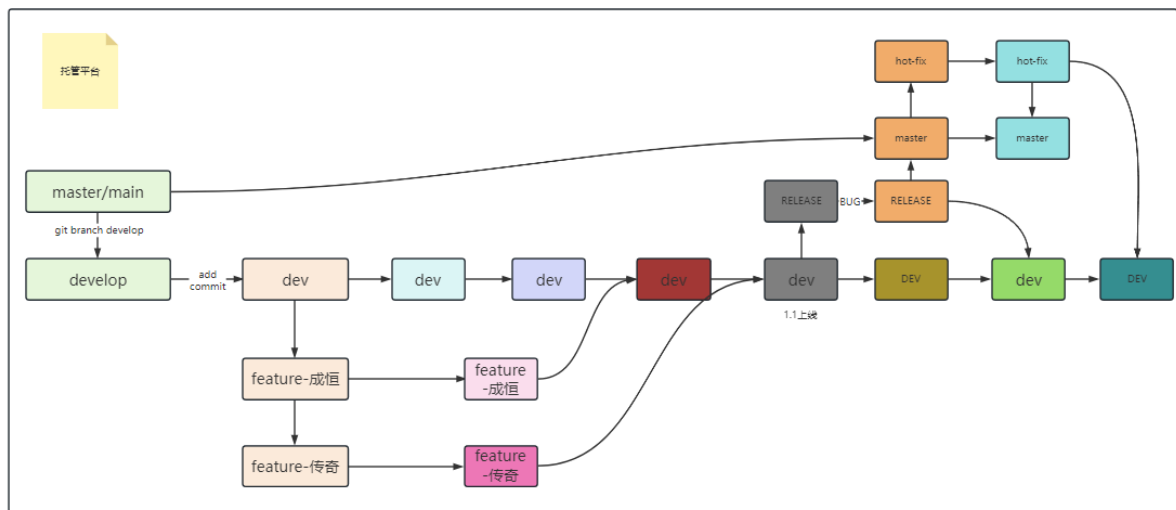 托管平台
hot-fix
hot-fix
master
master
master/main
RELEASE
BUG
RELEASE
git branch develop
develop
add
commit
dev
dev
dev
dev
dev
DEV
dev
DEV
1.1上线
feature-成恒
feature
-成恒
feature-传奇
feature
-传奇